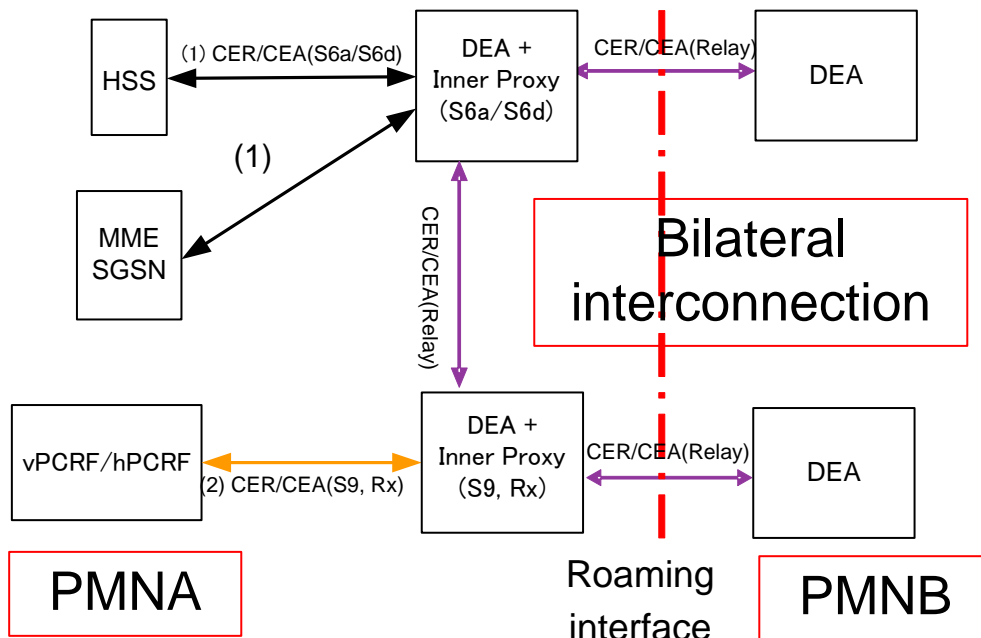 (1) CER/CEA(S6a/S6d)
HSS
DEA +
Inner Proxy
(S6a/S6d)
CER/CEA(Relay)
DEA
(1)
MME
SGSN
CER/CEA(Relay)
Bilateral
interconnection
vPCRF/hPCRF
(2) CER/CEA(S9, Rx)
DEA +
Inner Proxy
(S9, Rx)
CER/CEA(Relay)
DEA
PMNA
Roaming
interface
PMNB